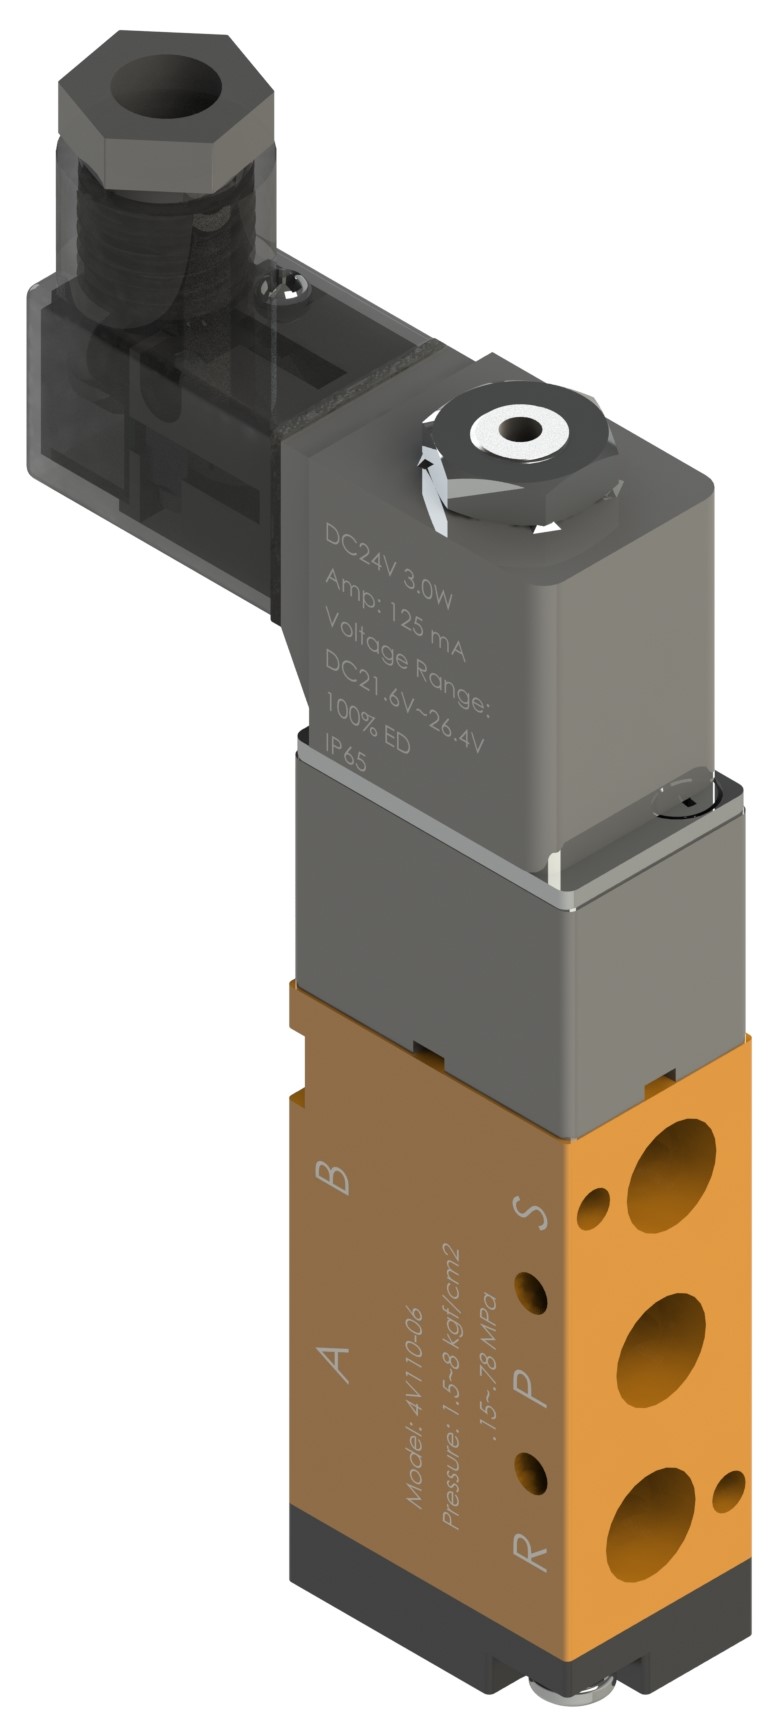 DC24V 3.0W
Amp: 125 mA
Voltage Range:
DC21.6V~26.4V
100% ED
IP65
B
A
Model: 4V110-06
Pressure: 1.5~8 kgf/cm2
.15~.78 MPa
S
P
R